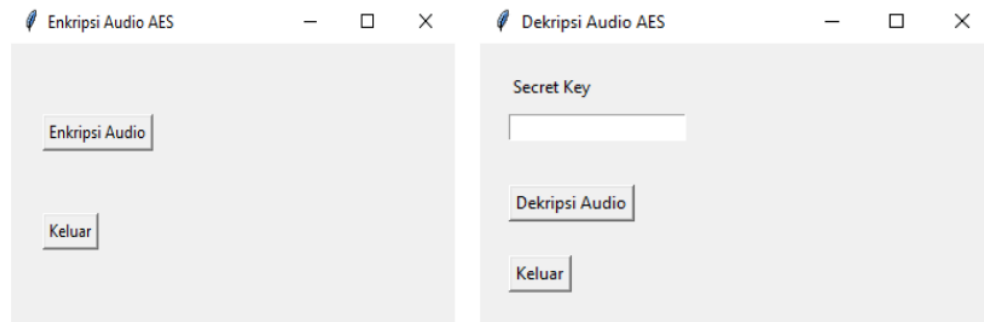 Enkripsi Audio AES
Enkripsi Audio
Keluar
Dekripsi Audio AES
Secret Key
Dekripsi Audio
Keluar